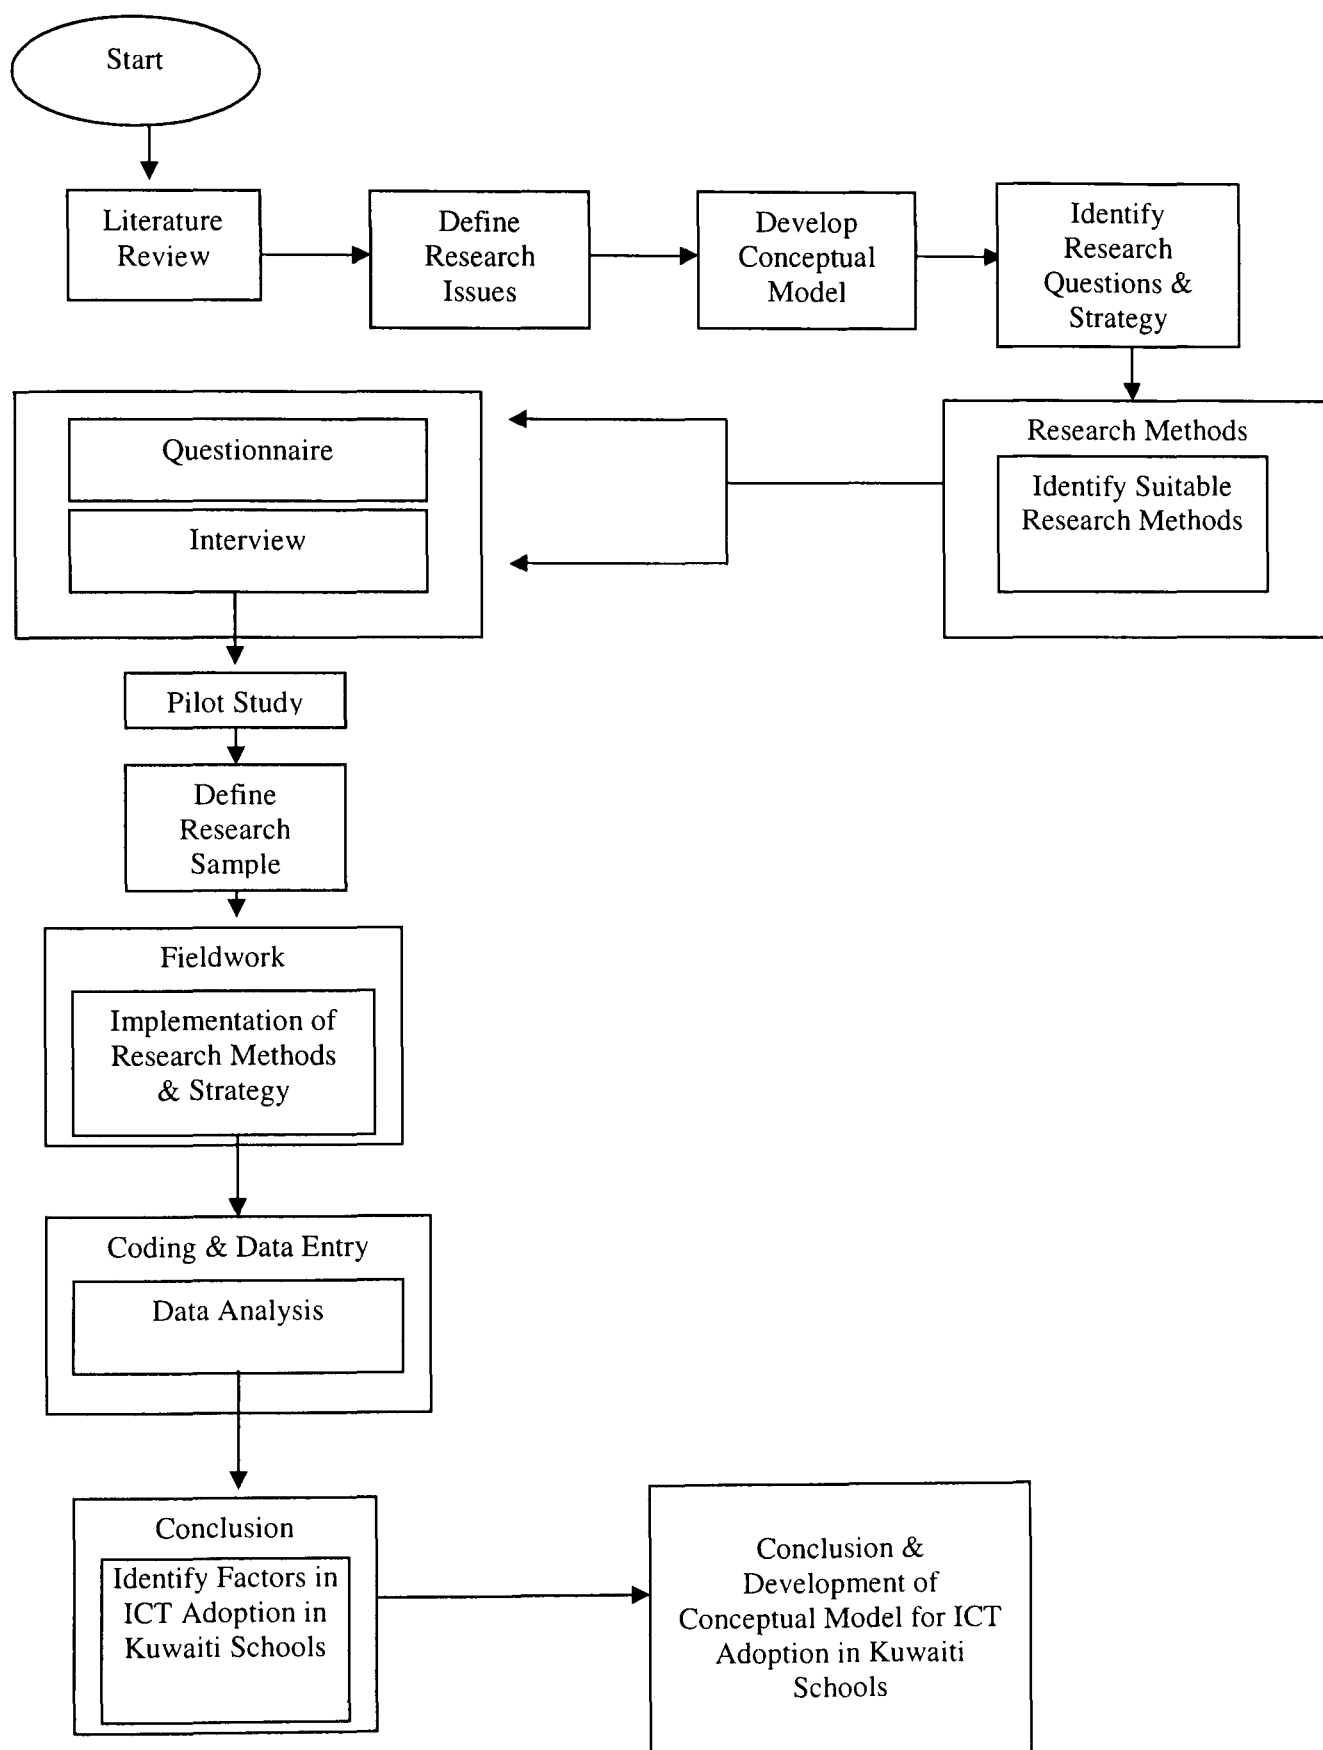 Start
Literature
Review
Define
Research
Issues
Develop
Conceptual
Model
Identify
Research
Questions &
Strategy
Research Methods
Identify Suitable
Research Methods
Questionnaire
Interview
Pilot Study
Define
Research
Sample
Fieldwork
Implementation of
Research Methods
& Strategy
Coding & Data Entry
Data Analysis
Conclusion
Identify Factors in
ICT Adoption in
Kuwaiti Schools
Conclusion &
Development of
Conceptual Model for ICT
Adoption in Kuwaiti
Schools